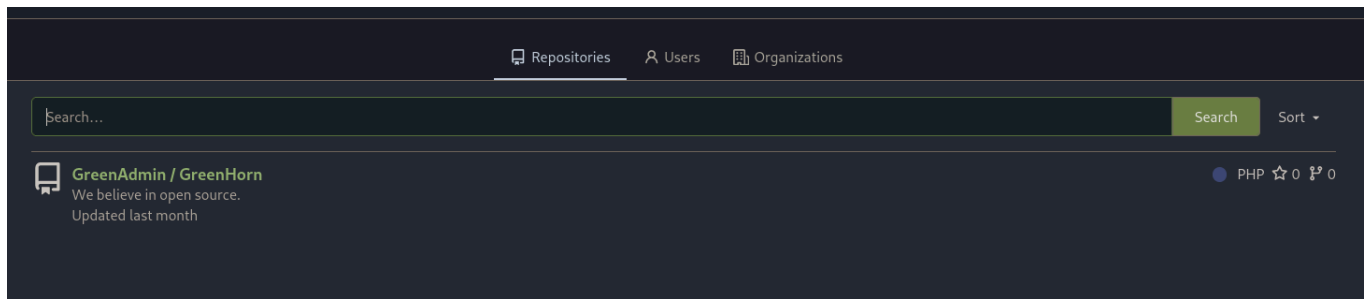 Repositories Users Organizations
Search... Search Sort
GreenAdmin / GreenHorn PHP 0 0
We believe in open source.
Updated last month